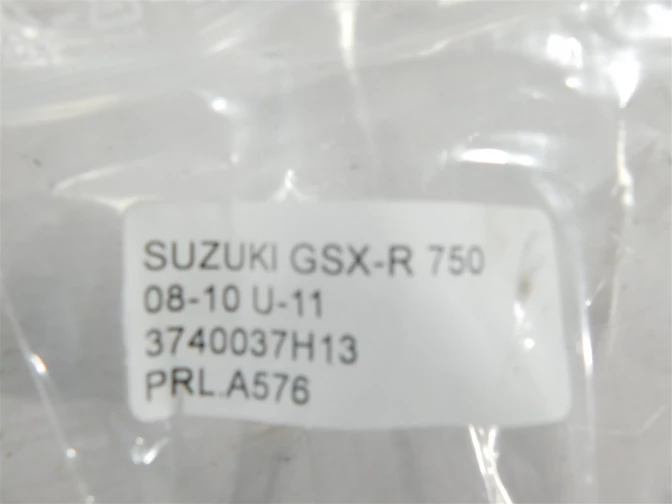 SUZUKI GSX-R 750
08-10 U-11
3740037H13
PRL.A576